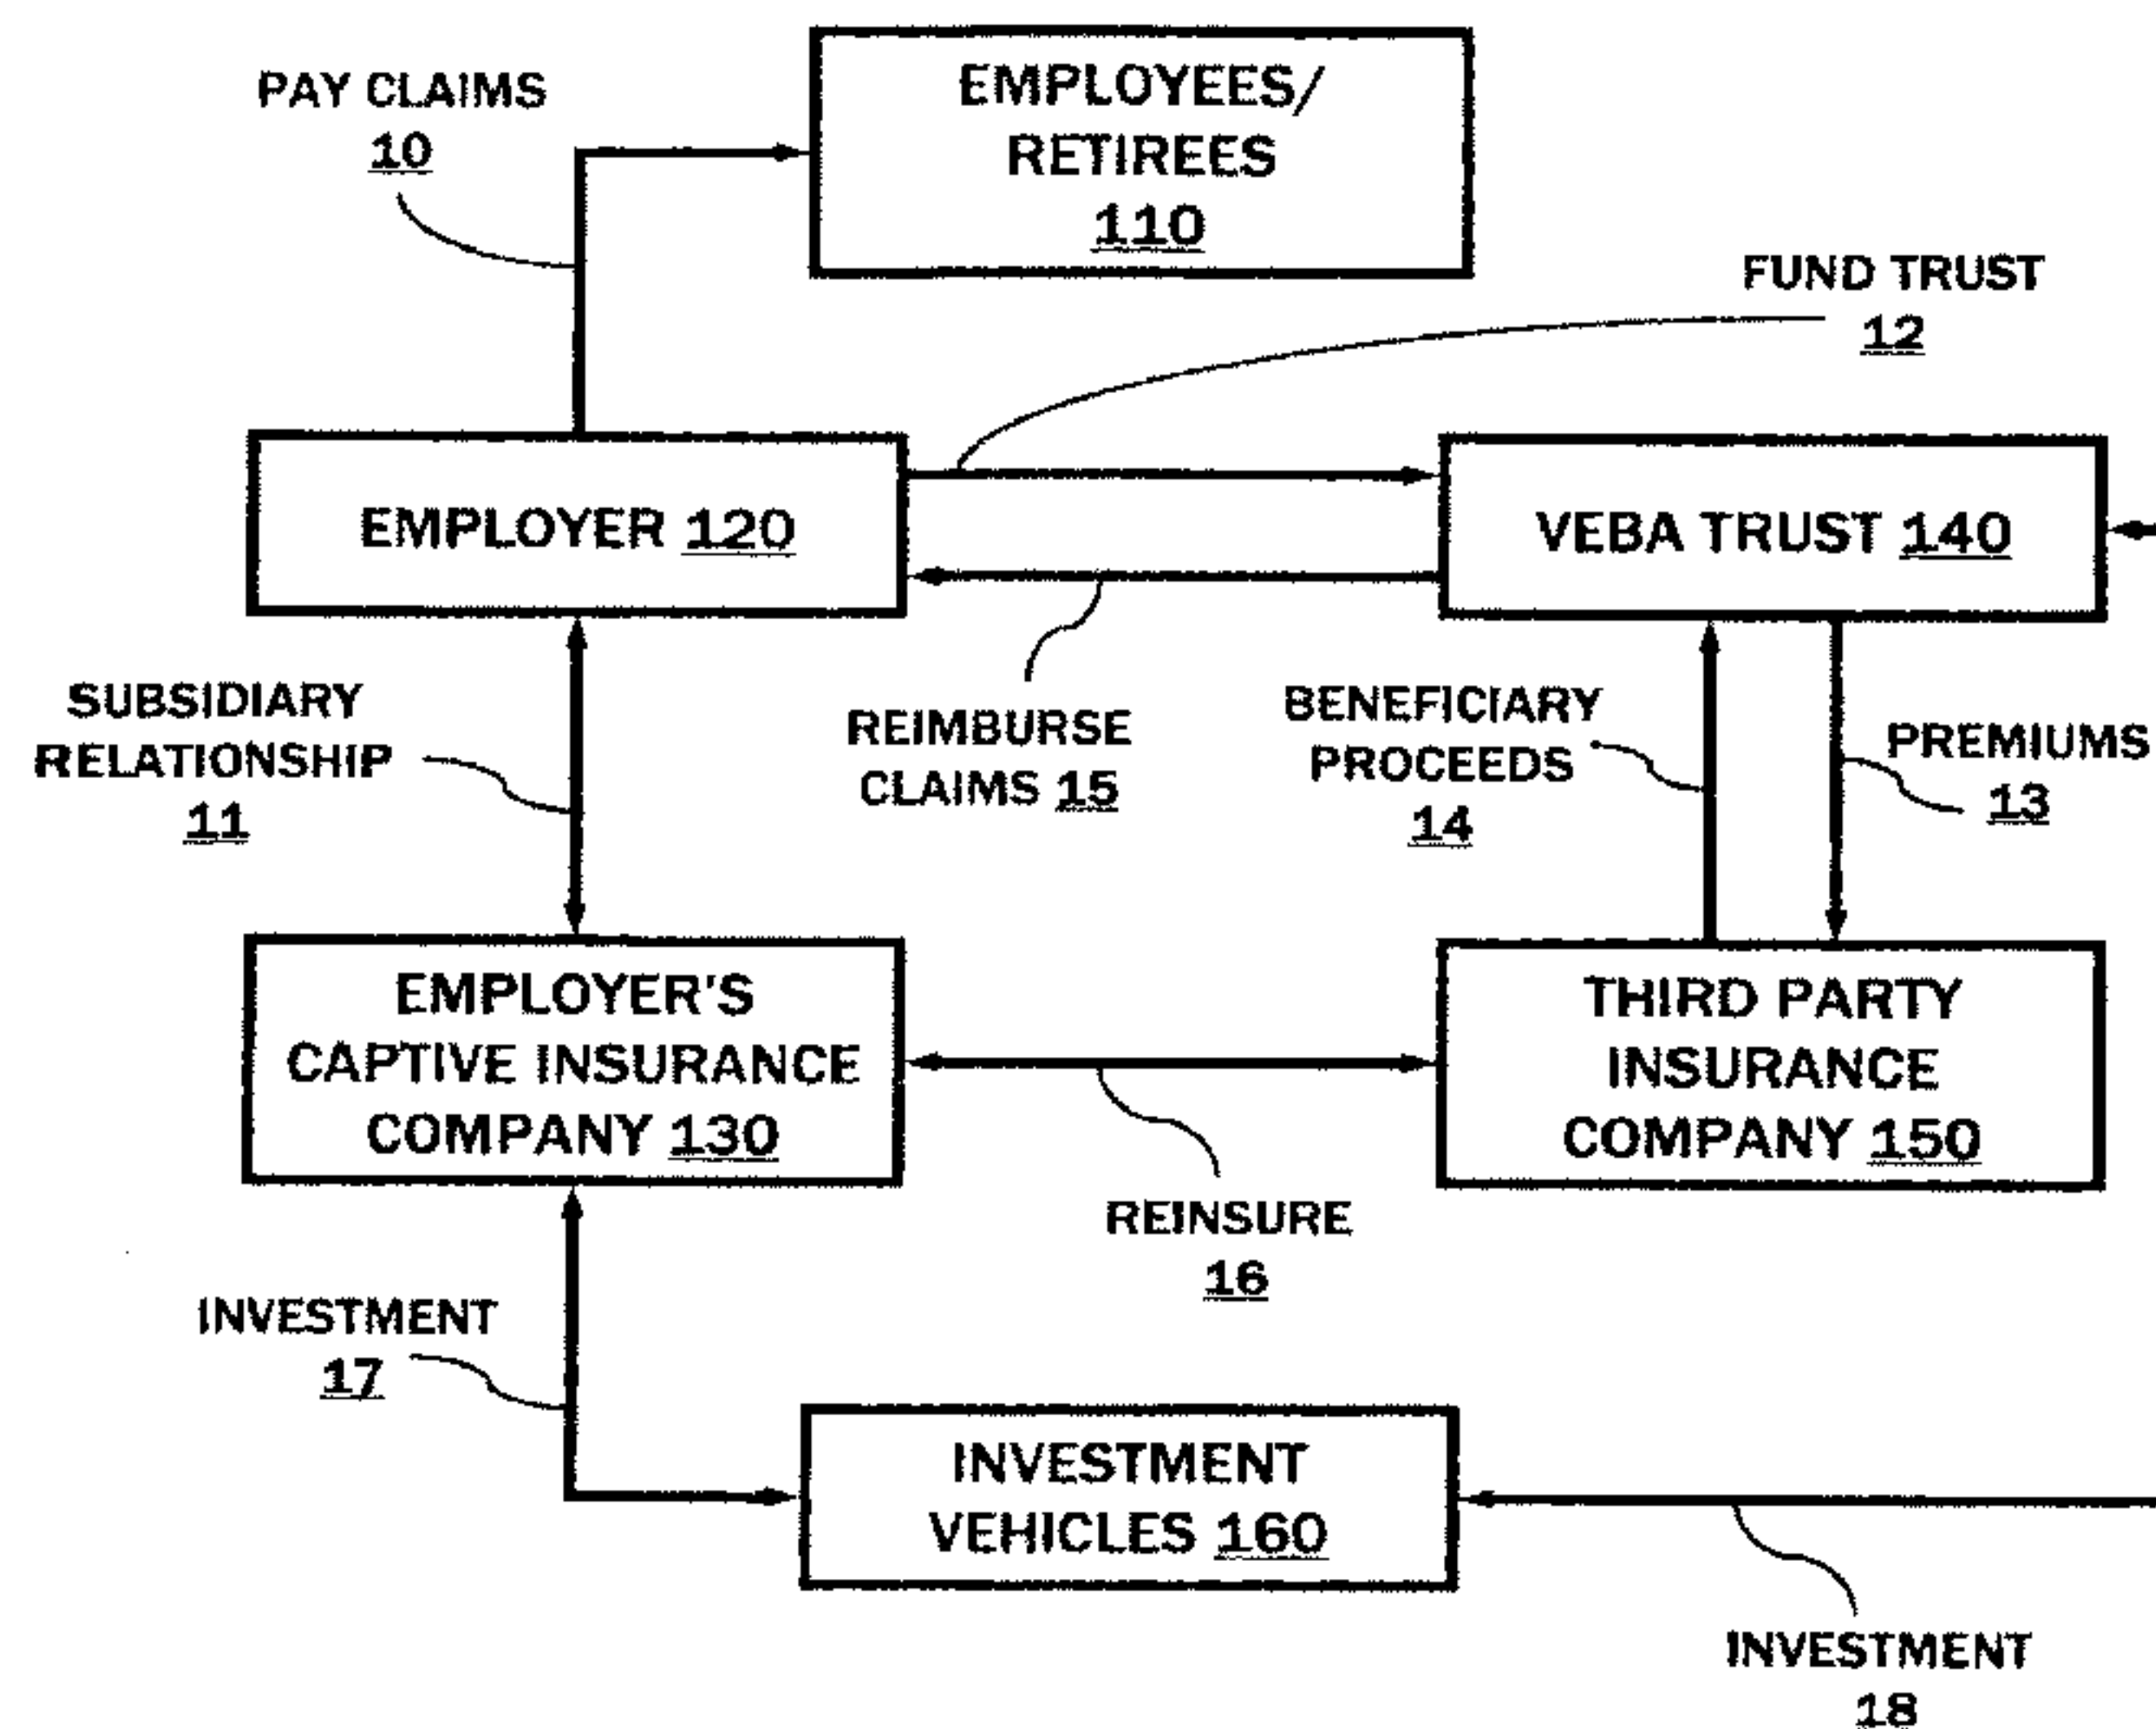 PAY CLAIMS
10
EMPLOYEES/
RETIREES
110
FUND TRUST
12
EMPLOYER 120
VEBA TRUST 140
SUBSIDIARY
RELATIONSHIP
11
REIMBURSE
CLAIMS 15
BENEFICIARY
PROCEEDS
14
PREMIUMS
13
EMPLOYER'S
CAPTIVE INSURANCE
COMPANY 130
THIRD PARTY
INSURANCE
COMPANY 150
REINSURE
16
INVESTMENT
17
INVESTMENT
VEHICLES 160
INVESTMENT
18